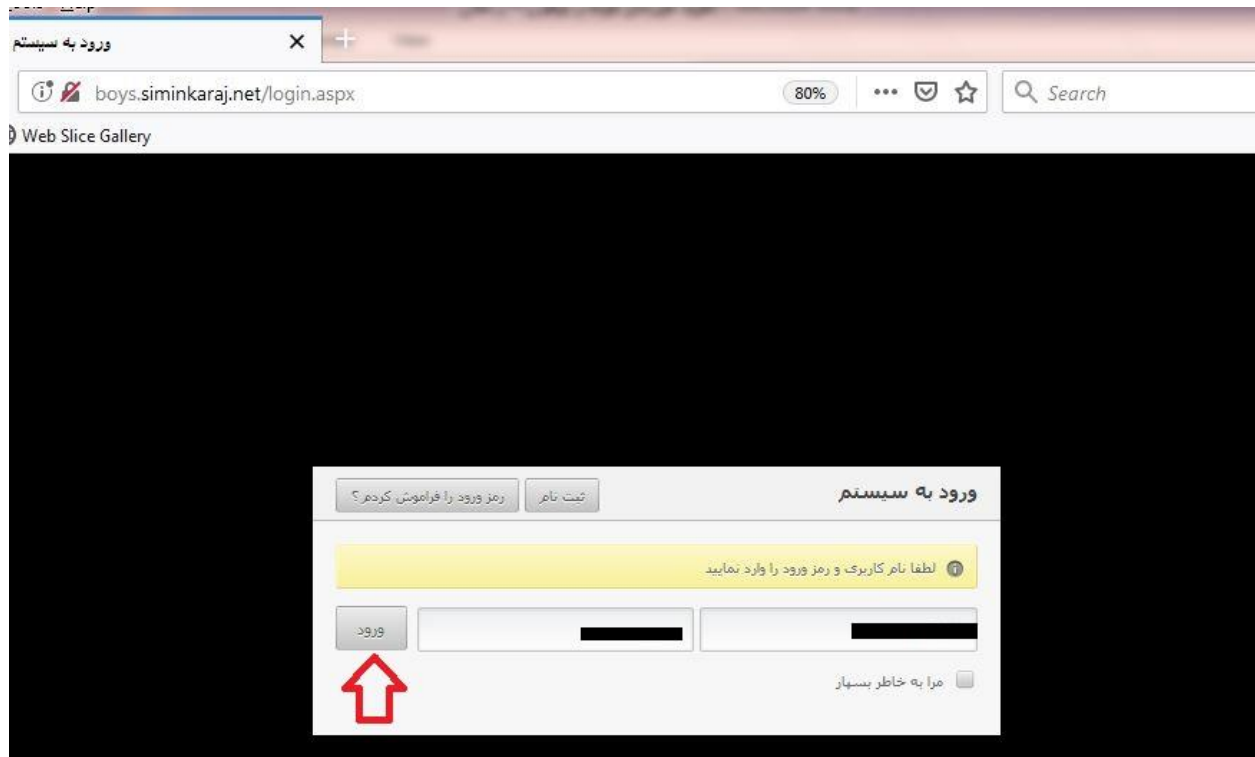 ورود به سیستم
boys.siminkaraj.net/login.aspx
80%
Search
Web Slice Gallery
ورود به سیستم
ثبت نام
رمز ورود را فراموش کردم ؟
لطفا نام کاربری و رمز ورود را وارد نمایید
ورود
مرا به خاطر بسپار